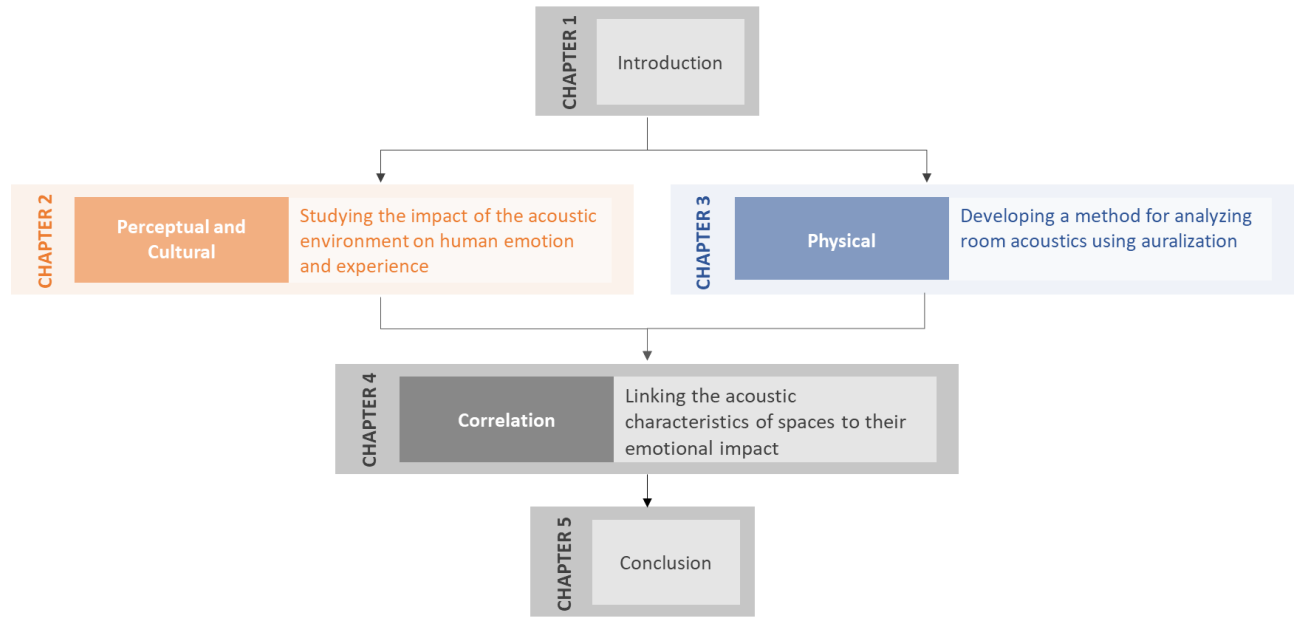 CHAPTER 1
Introduction
CHAPTER 2
Perceptual and
Cultural
Studying the impact of the acoustic
environment on human emotion
and experience
CHAPTER 3
Physical
Developing a method for analyzing
room acoustics using auralization
CHAPTER 4
Correlation
Linking the acoustic
characteristics of spaces to their
emotional impact
CHAPTER 5
Conclusion